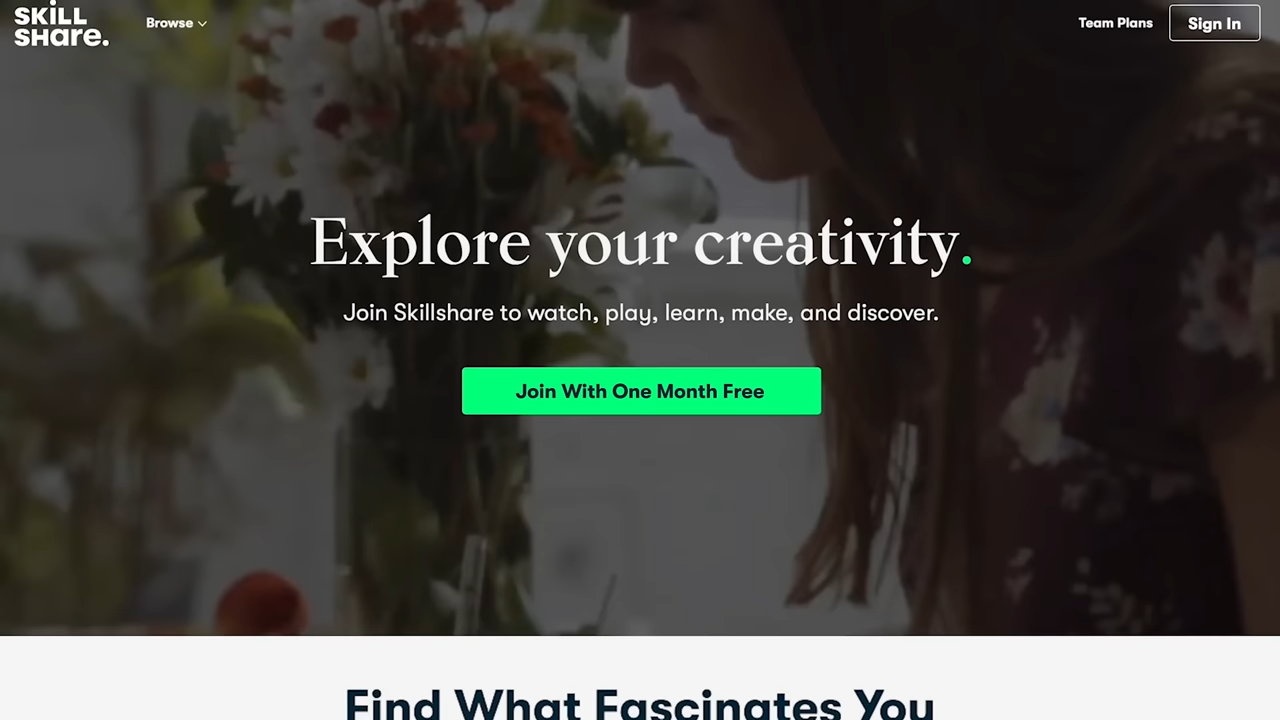 SKiLL
SHare.
Browse
Team Plans
Sign In
Explore your creativity.
Join Skillshare to watch, play, learn, make, and discover.
Join With One Month Free
Find What Fascinates You